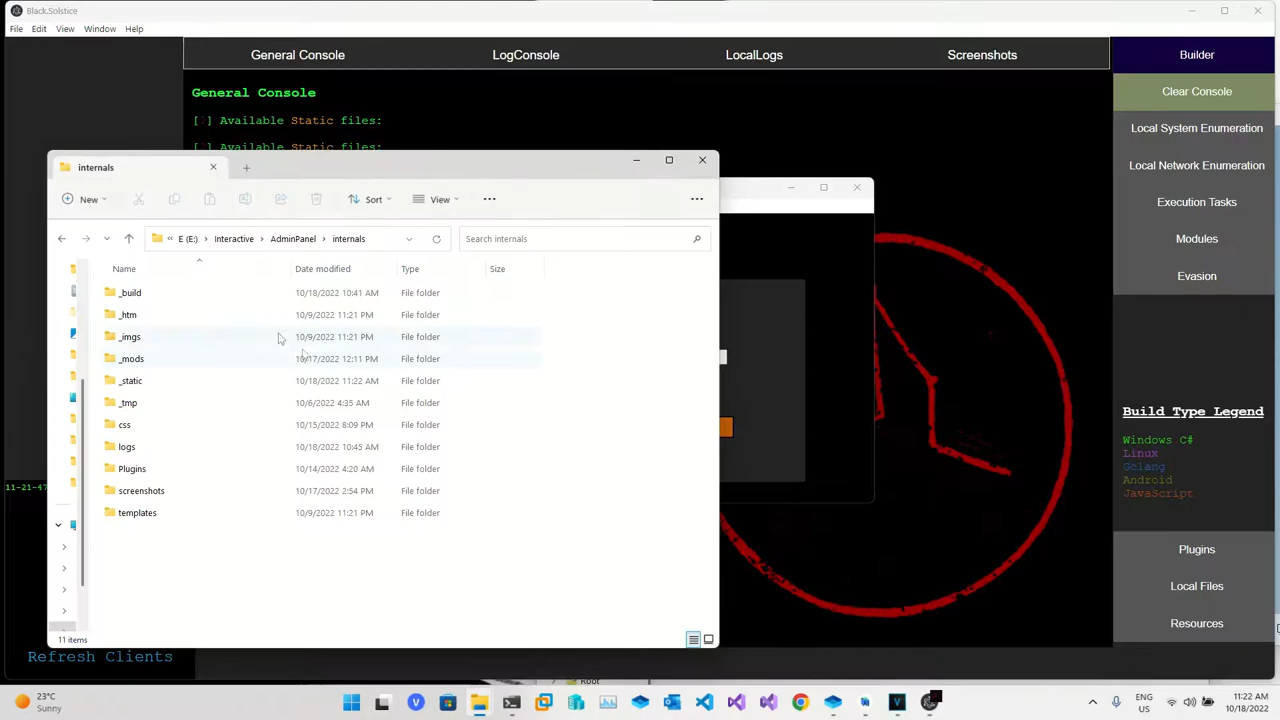 Black.Solstice
File Edit View Window Help
General Console LogConsole LocalLogs Screenshots Builder
Clear Console
General Console
[ ] Available Static files:
[ ] Available Static files:
Local System Enumeration
Local Network Enumeration
Execution Tasks
Modules
Evasion
Build Type Legend
Windows C#
Linux
Golang
Android
JavaScript
Plugins
Local Files
Resources
internals
New Sort View
E (E:) Interactive AdminPanel internals Search internals
Name Date modified Type Size
_build 10/18/2022 10:41 AM File folder
_htm 10/9/2022 11:21 PM File folder
_imgs 10/9/2022 11:21 PM File folder
_mods 10/17/2022 12:11 PM File folder
_static 10/18/2022 11:22 AM File folder
_tmp 10/6/2022 4:35 AM File folder
css 10/15/2022 8:09 PM File folder
logs 10/18/2022 10:45 AM File folder
Plugins 10/14/2022 4:20 AM File folder
screenshots 10/17/2022 2:54 PM File folder
templates 10/9/2022 11:21 PM File folder
11 items
11-21-47
Refresh Clients
Root
23°C
Sunny
ENG
US
11:22 AM
10/18/2022